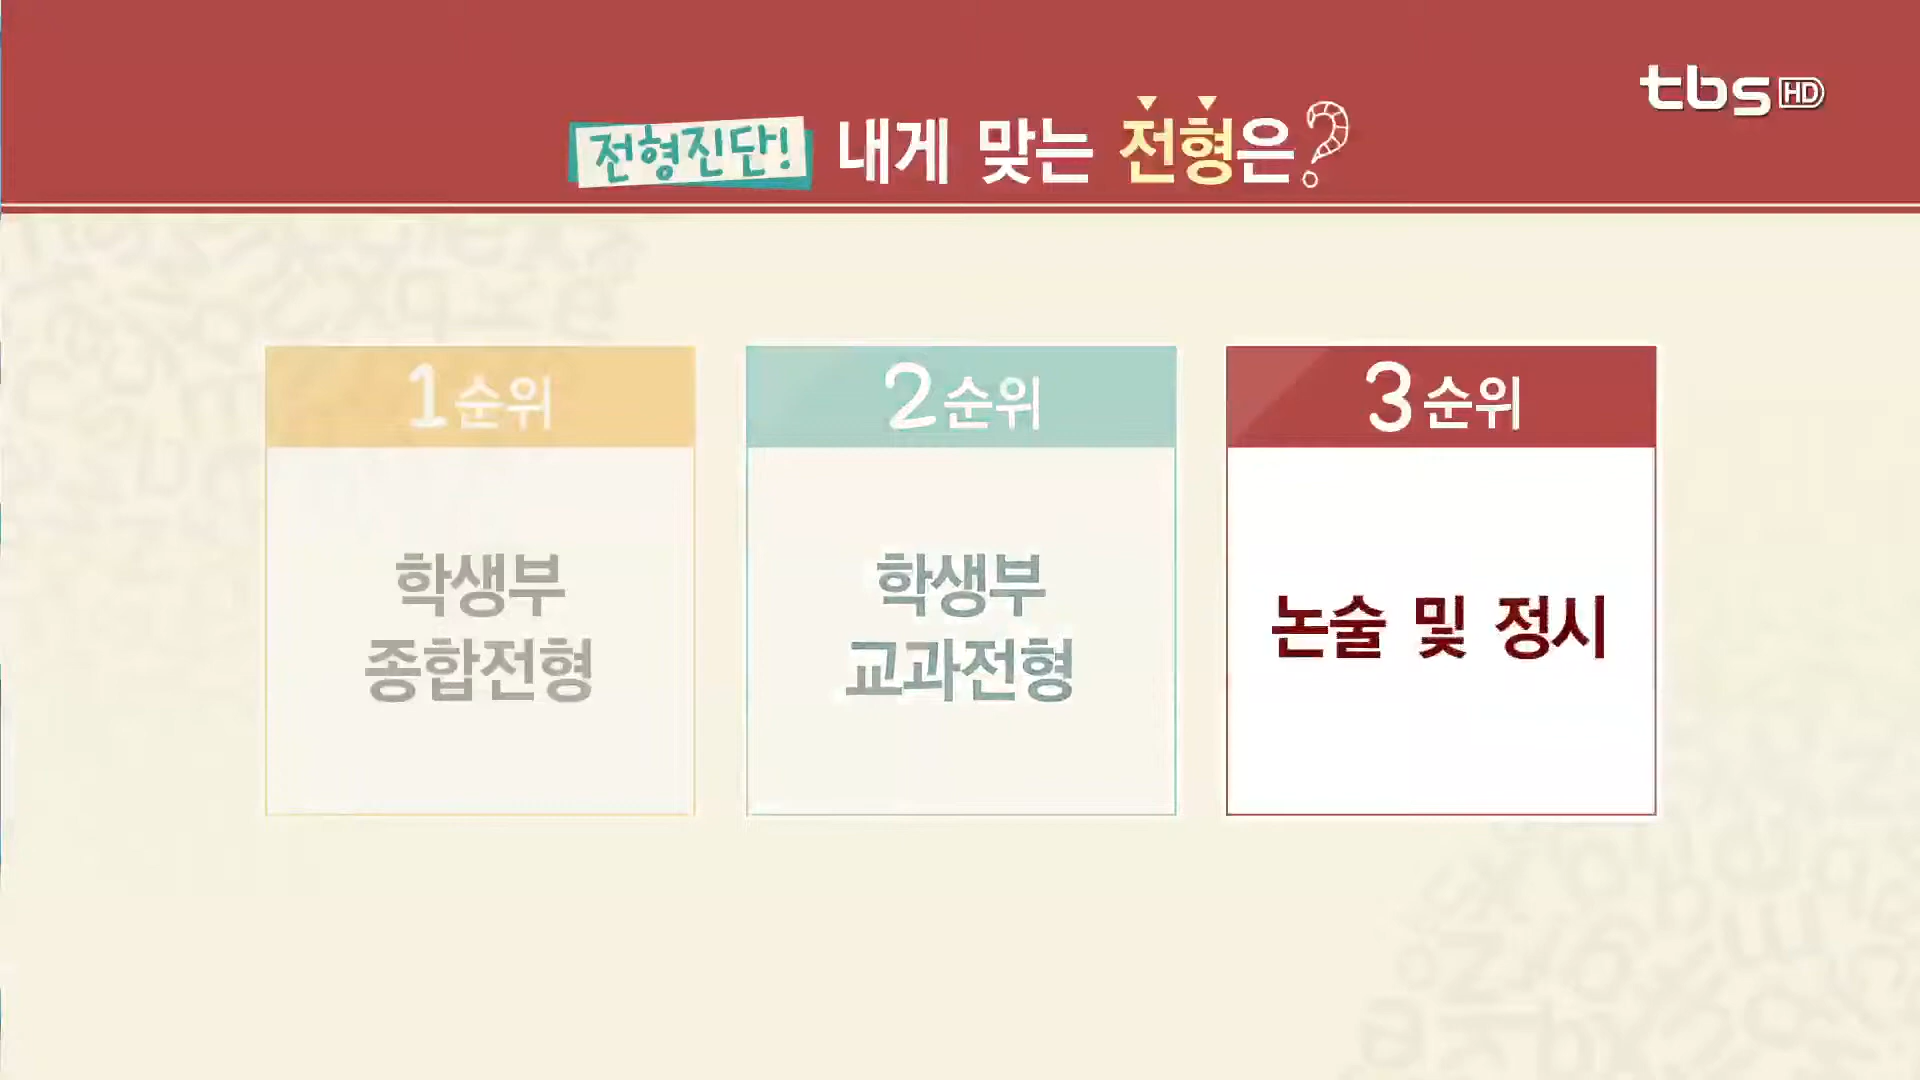 tbs HD
전형진단! 내게 맞는 전형은?
1순위
학생부
종합전형
2순위
학생부
교과전형
3순위
논술 및 정시